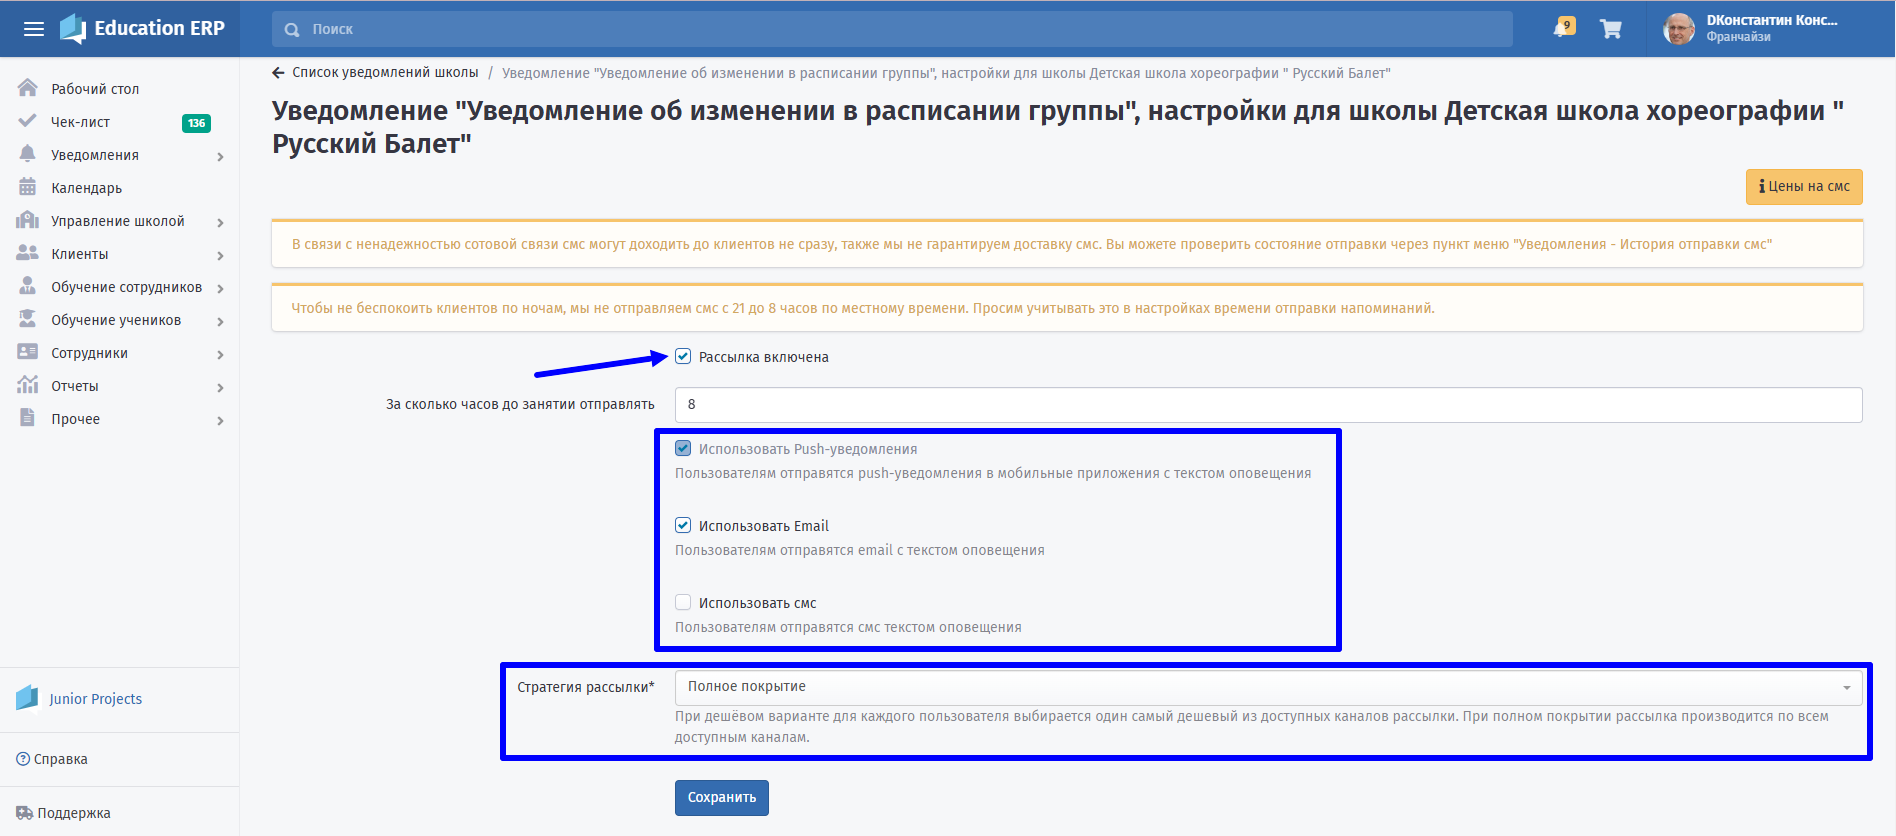 Education ERP
Поиск
9
DКонстантин Конс...
Франчайзи
Рабочий стол
Чек-лист
136
Уведомления
Календарь
Управление школой
Клиенты
Обучение сотрудников
Обучение учеников
Сотрудники
Отчеты
Прочее
Junior Projects
Справка
Поддержка
Список уведомлений школы / Уведомление "Уведомление об изменении в расписании группы", настройки для школы Детская школа хореографии " Русский Балет"
Уведомление "Уведомление об изменении в расписании группы", настройки для школы Детская школа хореографии "
Русский Балет"
Цены на смс
В связи с ненадежностью сотовой связи смс могут доходить до клиентов не сразу, также мы не гарантируем доставку смс. Вы можете проверить состояние отправки через пункт меню "Уведомления - История отправки смс"
Чтобы не беспокоить клиентов по ночам, мы не отправляем смс с 21 до 8 часов по местному времени. Просим учитывать это в настройках времени отправки напоминаний.
Рассылка включена
За сколько часов до занятии отправлять
8
Использовать Push-уведомления
Пользователям отправятся push-уведомления в мобильные приложения с текстом оповещения
Использовать Email
Пользователям отправятся email с текстом оповещения
Использовать смс
Пользователям отправятся смс текстом оповещения
Стратегия рассылки*
Полное покрытие
При дешёвом варианте для каждого пользователя выбирается один самый дешевый из доступных каналов рассылки. При полном покрытии рассылка производится по всем
доступным каналам.
Сохранить